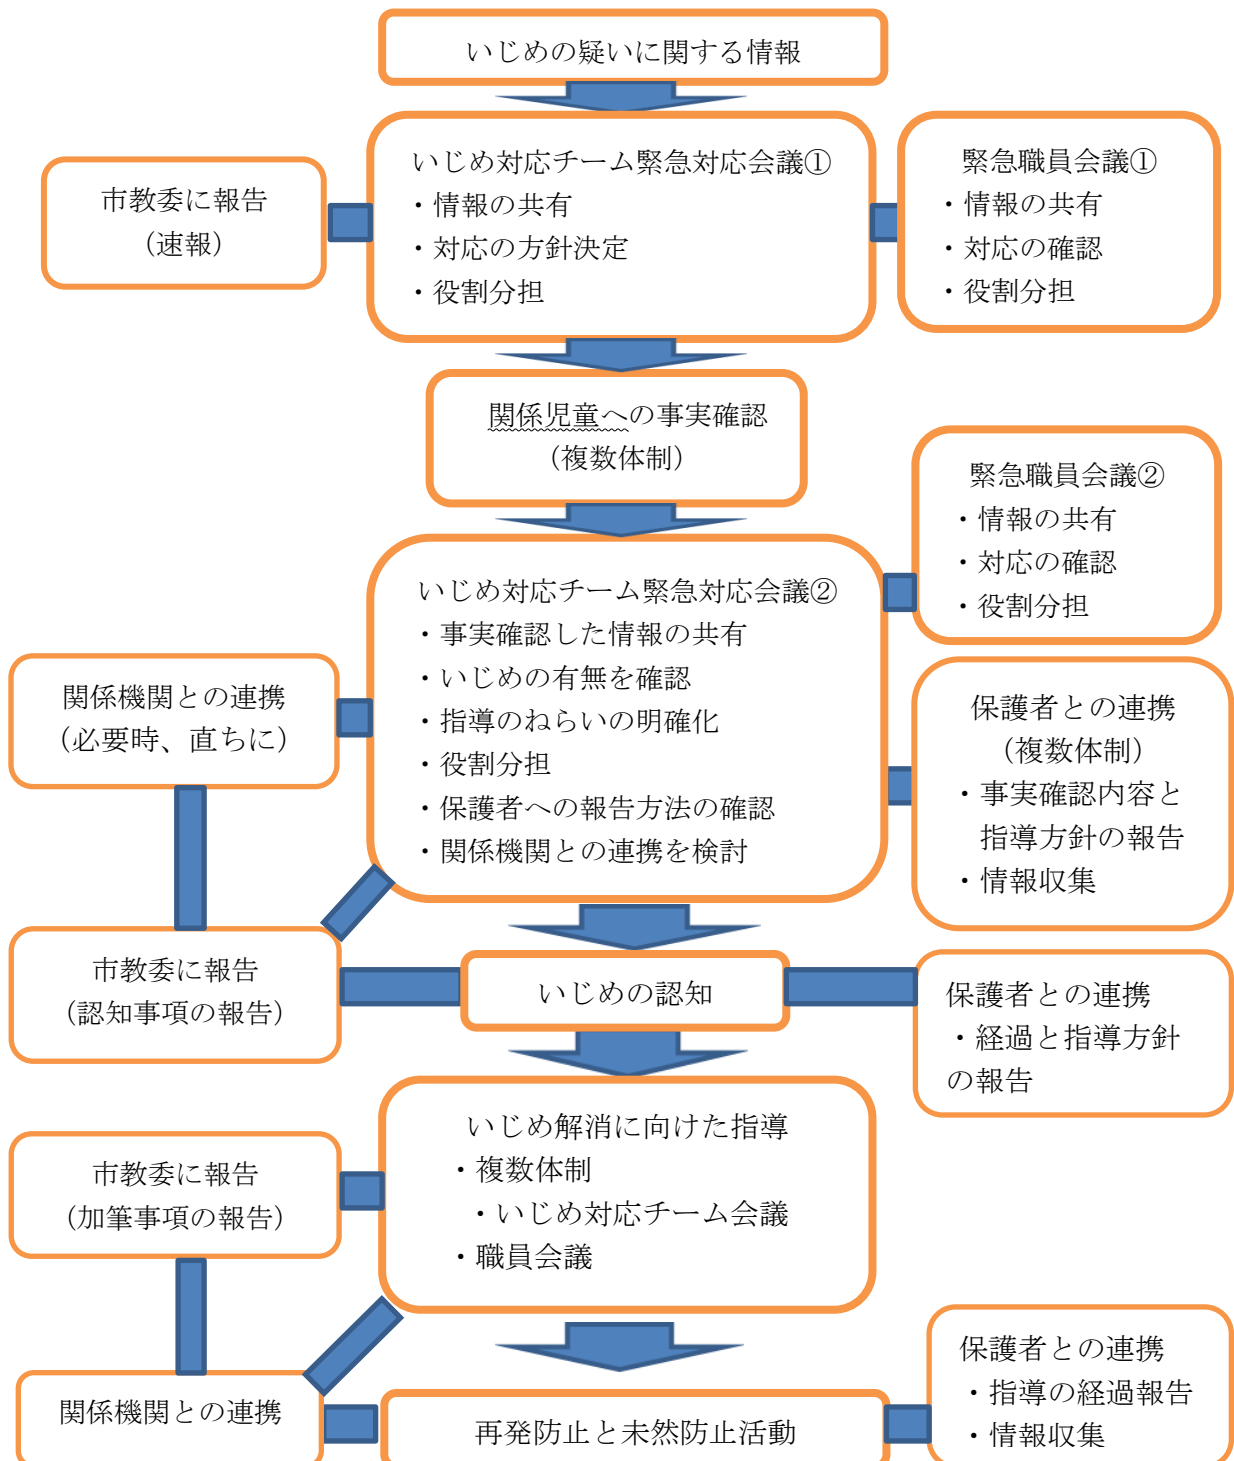 いじめの疑いに関する情報
市教委に報告
（速報）
いじめ対応チーム緊急対応会議①
・情報の共有
・対応の方針決定
・役割分担
緊急職員会議①
・情報の共有
・対応の確認
・役割分担
関係児童への事実確認
（複数体制）
緊急職員会議②
・情報の共有
・対応の確認
・役割分担
いじめ対応チーム緊急対応会議②
・事実確認した情報の共有
・いじめの有無を確認
・指導のねらいの明確化
・役割分担
・保護者への報告方法の確認
・関係機関との連携を検討
関係機関との連携
（必要時、直ちに）
保護者との連携
（複数体制）
・事実確認内容と
指導方針の報告
・情報収集
市教委に報告
（認知事項の報告）
いじめの認知
保護者との連携
・経過と指導方針
の報告
いじめ解消に向けた指導
・複数体制
・いじめ対応チーム会議
・職員会議
市教委に報告
（加筆事項の報告）
関係機関との連携
再発防止と未然防止活動
保護者との連携
・指導の経過報告
・情報収集